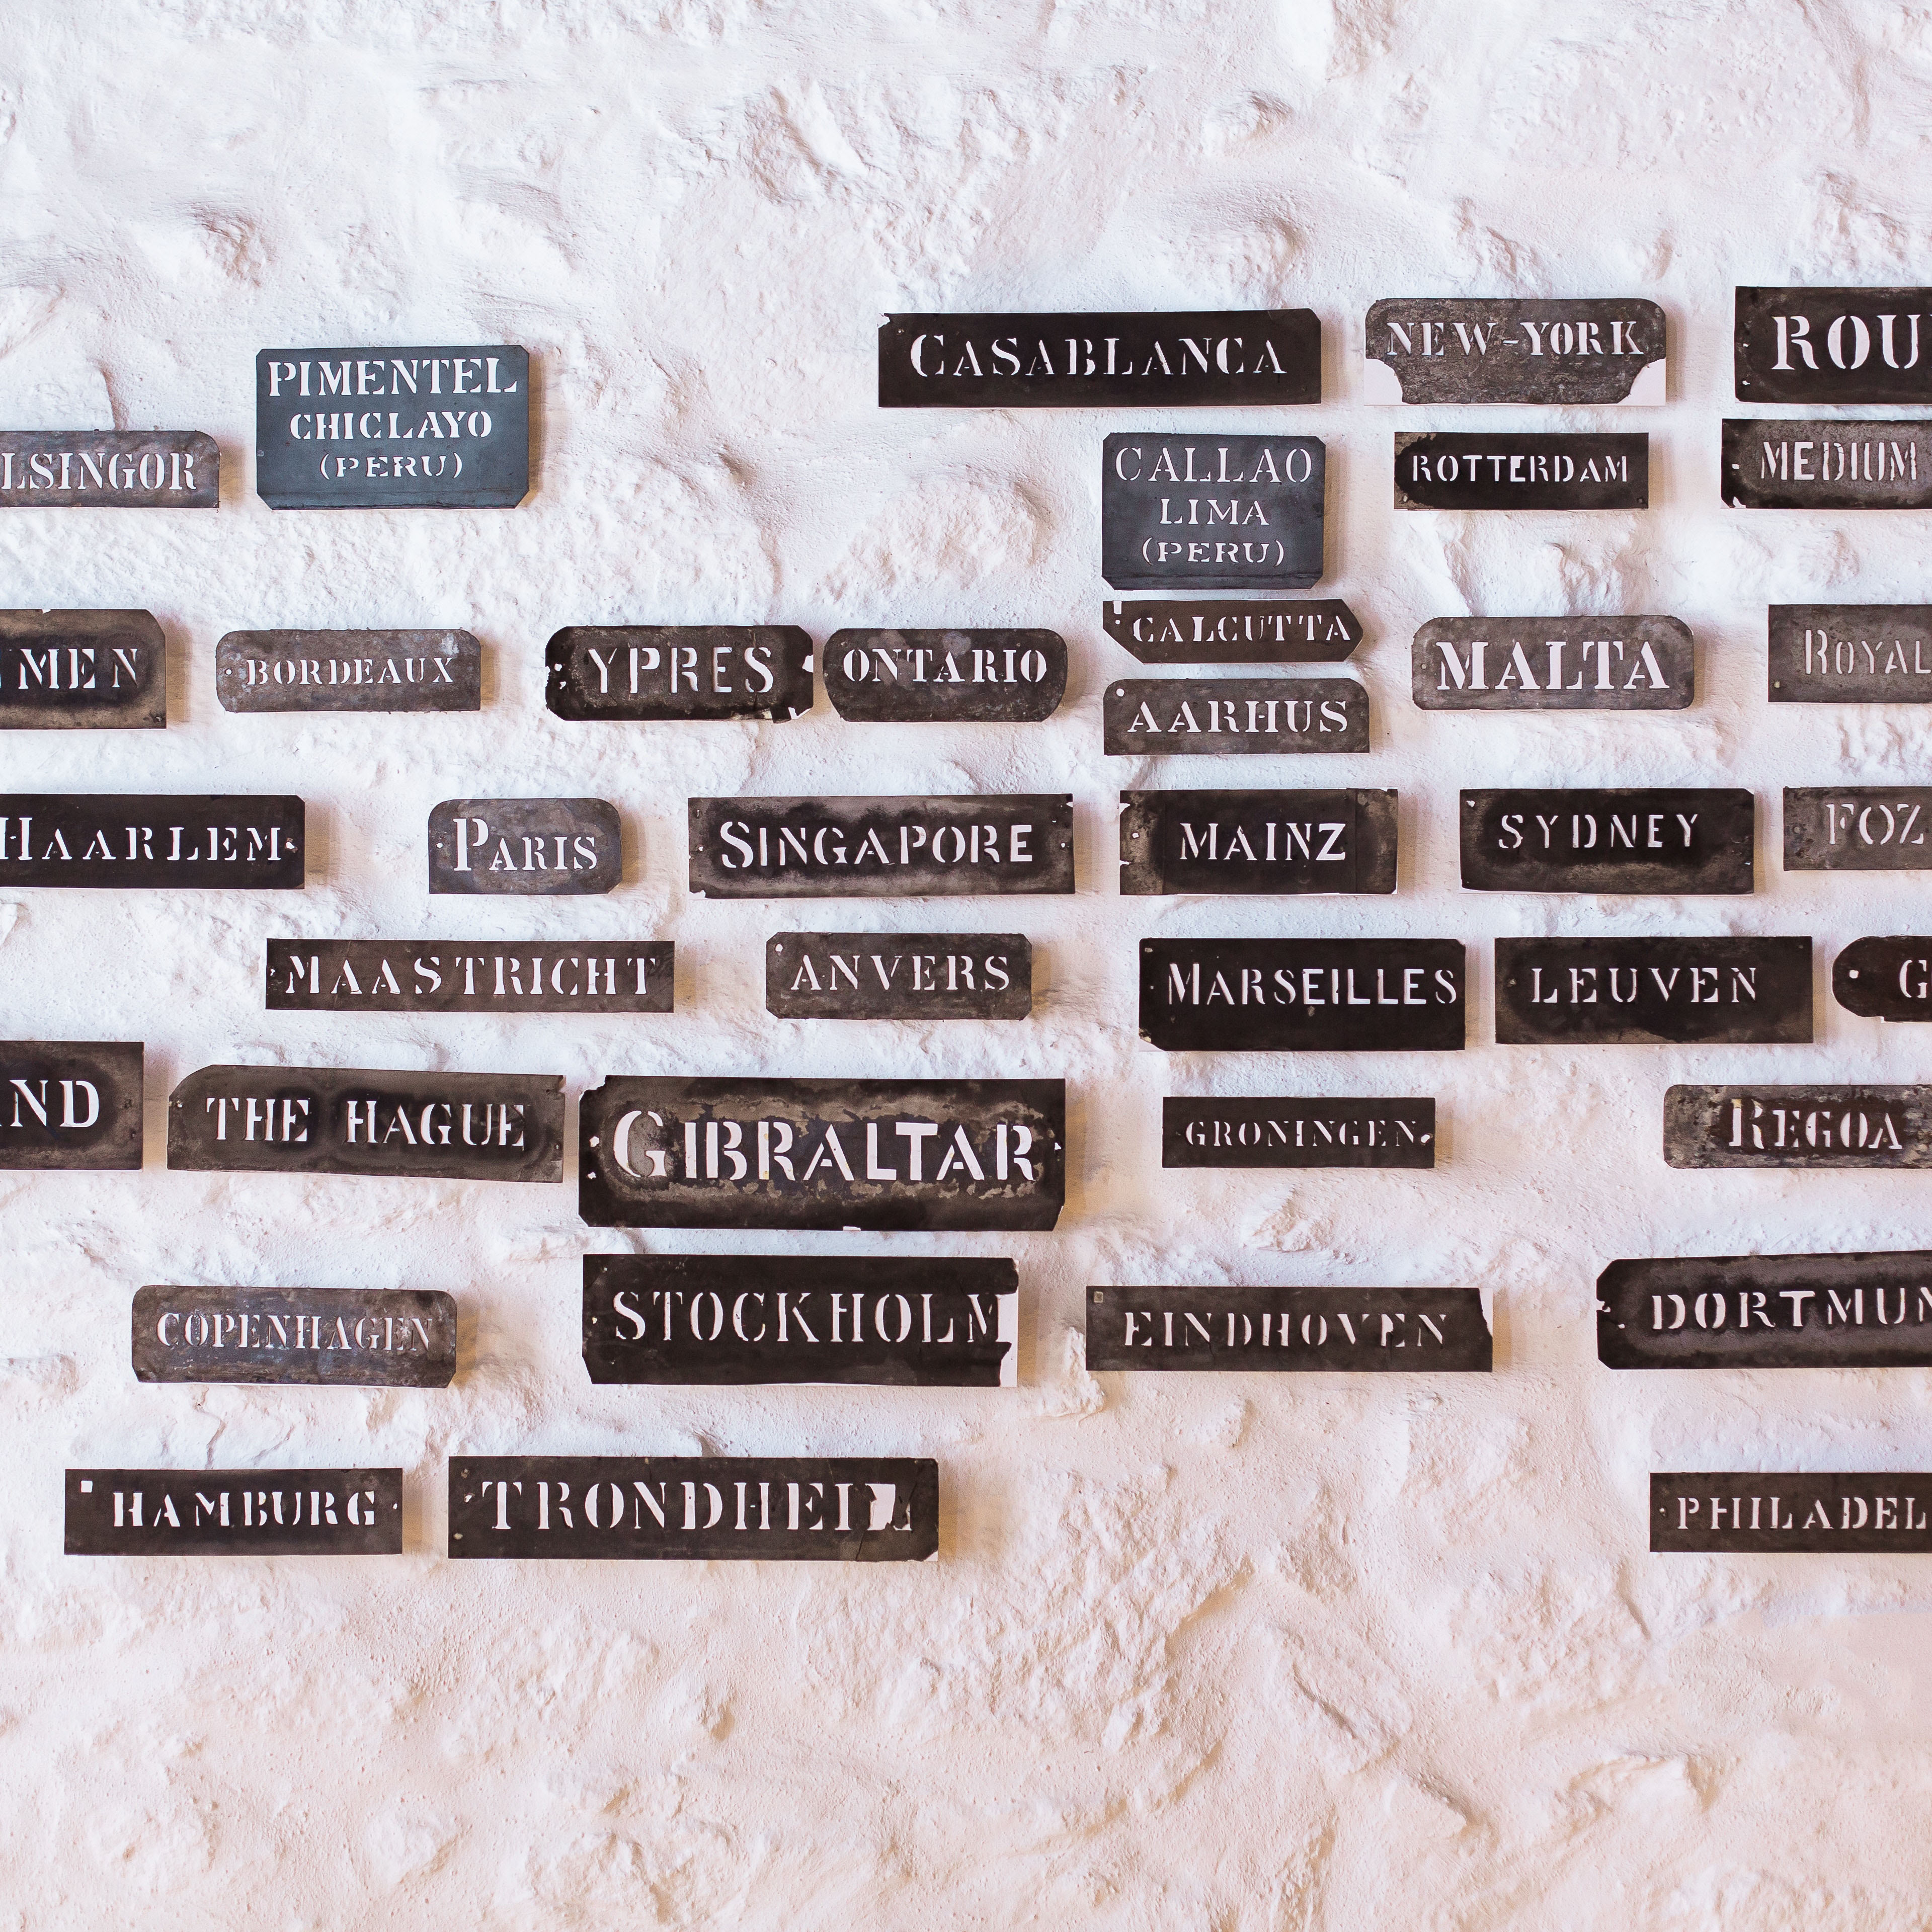 CASABLANCA
NEW-YORK
ROU
PIMENTEL
CHICLAYO
(PERU)
LSINGOR
CALLAO
LIMA
(PERU)
ROTTERDAM
MEDIUM
MEN
BORDEAUX
YPRES
ONTARIO
CALCUTTA
AARHUS
MALTA
ROYAL
HAARLEM
PARIS
SINGAPORE
MAINZ
SYDNEY
FOZ
MAASTRICHT
ANVERS
MARSEILLES
LEUVEN
G
ND
THE HAGUE
GIBRALTAR
GRONINGEN
REGOA
COPENHAGEN
STOCKHOLM
EINDHOVEN
DORTMUN
HAMBURG
TRONDHEI
PHILADEL